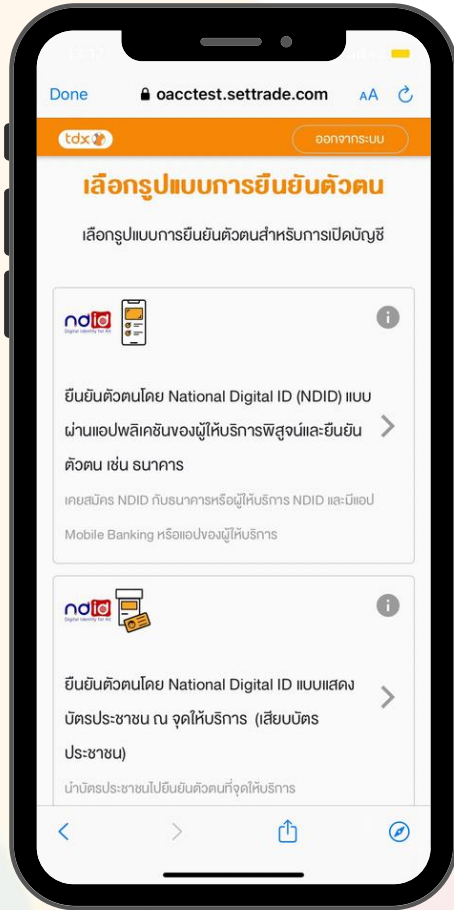 Done
oacctest.settrade.com
AA
tdx
ออกจากระบบ
เลือกรูปแบบการยืนยันตัวตน
เลือกรูปแบบการยืนยันตัวตนสำหรับการเปิดบัญชี
ndid
Digital Identity for All
ยืนยันตัวตนโดย National Digital ID (NDID) แบบ
ผ่านแอปพลิเคชันของผู้ให้บริการพิสูจน์และยืนยัน
ตัวตน เช่น ธนาคาร
เคยสมัคร NDID กับธนาคารหรือผู้ให้บริการ NDID และมีแอป
Mobile Banking หรือแอปของผู้ให้บริการ
ndid
Digital Identity for All
ยืนยันตัวตนโดย National Digital ID แบบแสดง
บัตรประชาชน ณ จุดให้บริการ (เสียบบัตร
ประชาชน)
นำบัตรประชาชนไปยืนยันตัวตนที่จุดให้บริการ